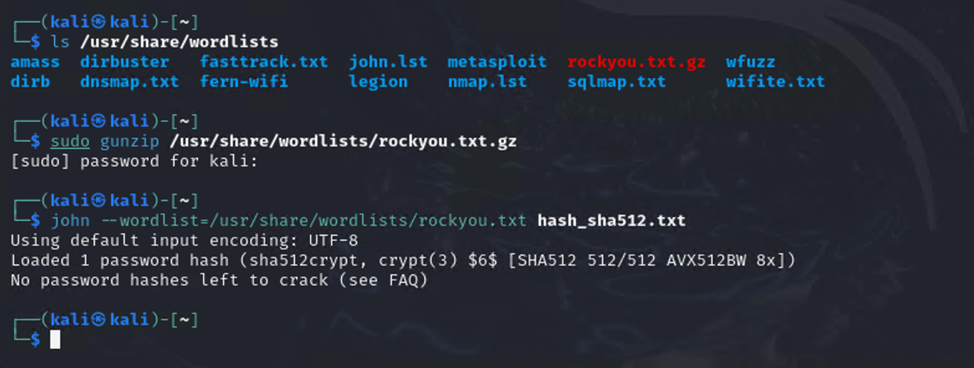 ┌──(kali㉿kali)-[~]
└─$ ls /usr/share/wordlists
amass dirbuster fasttrack.txt john.lst metasploit rockyou.txt.gz wfuzz
dirb dnsmap.txt fern-wifi legion nmap.lst sqlmap.txt wifite.txt
┌──(kali㉿kali)-[~]
└─$ sudo gunzip /usr/share/wordlists/rockyou.txt.gz
[sudo] password for kali:
┌──(kali㉿kali)-[~]
└─$ john --wordlist=/usr/share/wordlists/rockyou.txt hash_sha512.txt
Using default input encoding: UTF-8
Loaded 1 password hash (sha512crypt, crypt(3) $6$ [SHA512 512/512 AVX512BW 8x])
No password hashes left to crack (see FAQ)
┌──(kali㉿kali)-[~]
└─$